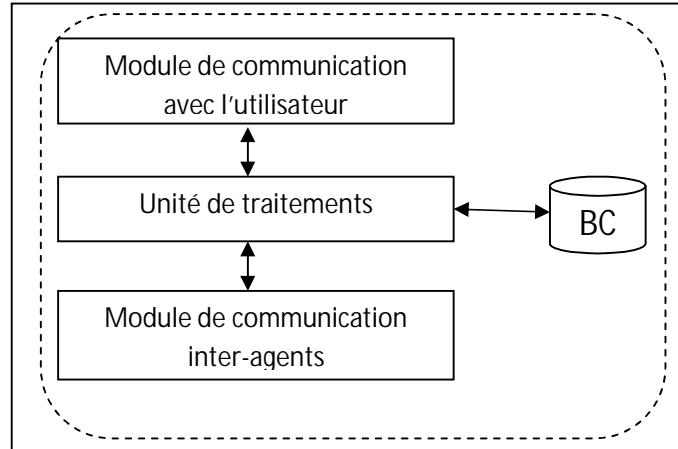 Module de communication
avec l'utilisateur
Unité de traitements
BC
Module de communication
inter-agents